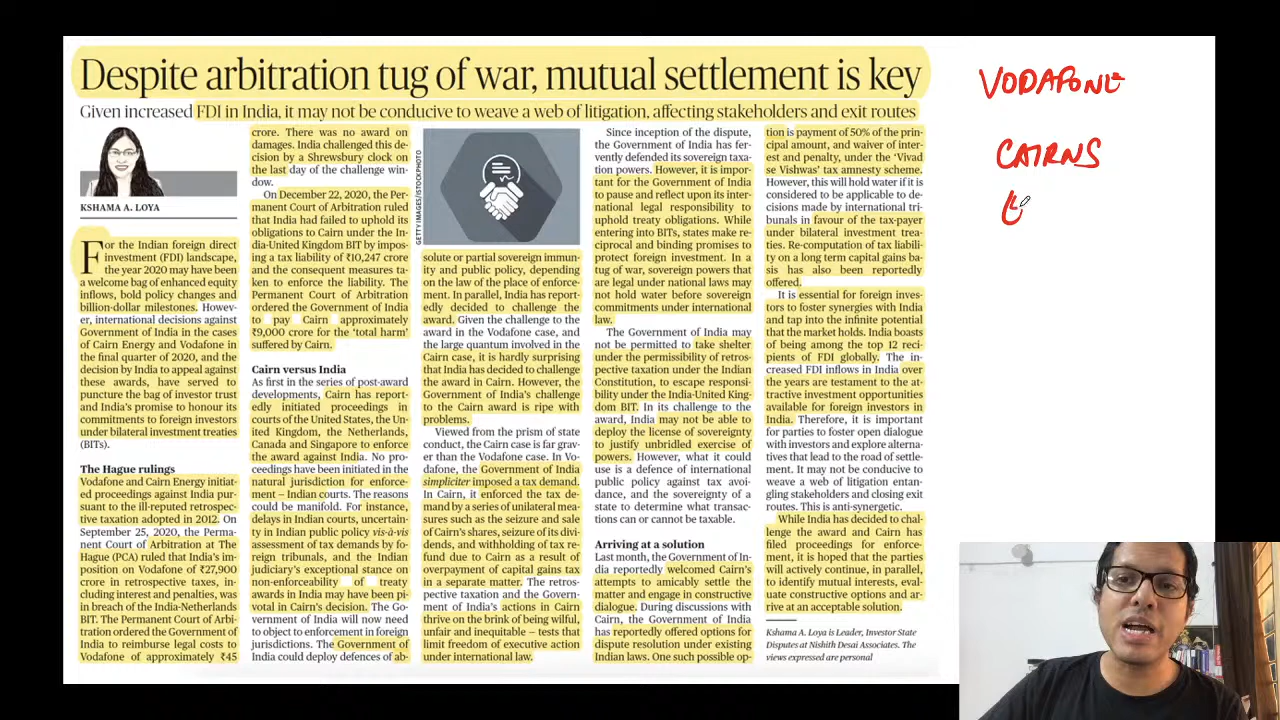 Despite arbitration tug of war, mutual settlement is key
Given increased FDI in India, it may not be conducive to weave a web of litigation, affecting stakeholders and exit routes
KSHAMA A. LOYA
For the Indian foreign direct
investment (FDI) landscape,
the year 2020 may have been
a welcome bag of enhanced equity
inflows, bold policy changes and
billion-dollar milestones. Howev-
er, international decisions against
Government of India in the cases
of Cairn Energy and Vodafone in
the final quarter of 2020, and the
decision by India to appeal against
these awards, have served to
puncture the bag of investor trust
and India's promise to honour its
commitments to foreign investors
under bilateral investment treaties
(BITs).
The Hague rulings
Vodafone and Cairn Energy initiat-
ed proceedings against India pur-
suant to the ill-reputed retrospec-
tive taxation adopted in 2012. On
September 25, 2020, the Perma-
nent Court of Arbitration at The
Hague (PCA) ruled that India's im-
position on Vodafone of ₹27,900
crore in retrospective taxes, in-
cluding interest and penalties, was
in breach of the India-Netherlands
BIT. The Permanent Court of Arbi-
tration ordered the Government of
India to reimburse legal costs to
Vodafone of approximately ₹45
crore. There was no award on
damages. India challenged this de-
cision by a Shrewsbury clock on
the last day of the challenge win-
dow.
On December 22, 2020, the Per-
manent Court of Arbitration ruled
that India had failed to uphold its
obligations to Cairn under the In-
dia-United Kingdom BIT by impos-
ing a tax liability of ₹10,247 crore
and the consequent measures ta-
ken to enforce the liability. The
Permanent Court of Arbitration
ordered the Government of India
to pay Cairn approximately
₹9,000 crore for the 'total harm'
suffered by Cairn.
Cairn versus India
As first in the series of post-award
developments, Cairn has report-
edly initiated proceedings in
courts of the United States, the Un-
ited Kingdom, the Netherlands,
Canada and Singapore to enforce
the award against India. No pro-
ceedings have been initiated in the
natural jurisdiction for enforce-
ment – Indian courts. The reasons
could be manifold. For instance,
delays in Indian courts, uncertain-
ty in Indian public policy vis-à-vis
assessment of tax demands by fo-
reign tribunals, and the Indian
judiciary's exceptional stance on
non-enforceability of treaty
awards in India may have been pi-
votal in Cairn's decision. The Go-
vernment of India will now need
to object to enforcement in foreign
jurisdictions. The Government of
India could deploy defences of ab-
GETTY IMAGES/ISTOCKPHOTO
solute or partial sovereign immun-
ity and public policy, depending
on the law of the place of enforce-
ment. In parallel, India has report-
edly decided to challenge the
award. Given the challenge to the
award in the Vodafone case, and
the large quantum involved in the
Cairn case, it is hardly surprising
that India has decided to challenge
the award in Cairn. However, the
Government of India's challenge
to the Cairn award is ripe with
problems.
Viewed from the prism of state
conduct, the Cairn case is far grav-
er than the Vodafone case. In Vo-
dafone, the Government of India
simpliciter imposed a tax demand.
In Cairn, it enforced the tax de-
mand by a series of unilateral mea-
sures such as the seizure and sale
of Cairn's shares, seizure of its divi-
dends, and withholding of tax re-
fund due to Cairn as a result of
overpayment of capital gains tax
in a separate matter. The retros-
pective taxation and the Govern-
ment of India's actions in Cairn
thrive on the brink of being wilful,
unfair and inequitable – tests that
limit freedom of executive action
under international law.
Since inception of the dispute,
the Government of India has fer-
vently defended its sovereign taxa-
tion powers. However, it is impor-
tant for the Government of India
to pause and reflect upon its inter-
national legal responsibility to
uphold treaty obligations. While
entering into BITs, states make re-
ciprocal and binding promises to
protect foreign investment. In a
tug of war, sovereign powers that
are legal under national laws may
not hold water before sovereign
commitments under international
law.
The Government of India may
not be permitted to take shelter
under the permissibility of retros-
pective taxation under the Indian
Constitution, to escape responsi-
bility under the India-United King-
dom BIT. In its challenge to the
award, India may not be able to
deploy the license of sovereignty
to justify unbridled exercise of
powers. However, what it could
use is a defence of international
public policy against tax avoi-
dance, and the sovereignty of a
state to determine what transac-
tions can or cannot be taxable.
Arriving at a solution
Last month, the Government of In-
dia reportedly welcomed Cairn's
attempts to amicably settle the
matter and engage in constructive
dialogue. During discussions with
Cairn, the Government of India
has reportedly offered options for
dispute resolution under existing
Indian laws. One such possible op-
tion is payment of 50% of the prin-
cipal amount, and waiver of inter-
est and penalty, under the 'Vivad
se Vishwas' tax amnesty scheme.
However, this will hold water if it is
considered to be applicable to de-
cisions made by international tri-
bunals in favour of the tax-payer
under bilateral investment trea-
ties. Re-computation of tax liabili-
ty on a long term capital gains ba-
sis has also been reportedly
offered.
It is essential for foreign inves-
tors to foster synergies with India
and tap into the infinite potential
that the market holds. India boasts
of being among the top 12 reci-
pients of FDI globally. The in-
creased FDI inflows in India over
the years are testament to the at-
tractive investment opportunities
available for foreign investors in
India. Therefore, it is important
for parties to foster open dialogue
with investors and explore alterna-
tives that lead to the road of settle-
ment. It may not be conducive to
weave a web of litigation entan-
gling stakeholders and closing exit
routes. This is anti-synergetic.
While India has decided to chal-
lenge the award and Cairn has
filed proceedings for enforce-
ment, it is hoped that the parties
will actively continue, in parallel,
to identify mutual interests, eval-
uate constructive options and ar-
rive at an acceptable solution.
Kshama A. Loya is Leader, Investor State
Disputes at Nishith Desai Associates. The
views expressed are personal
VODAFONE
CAIRNS